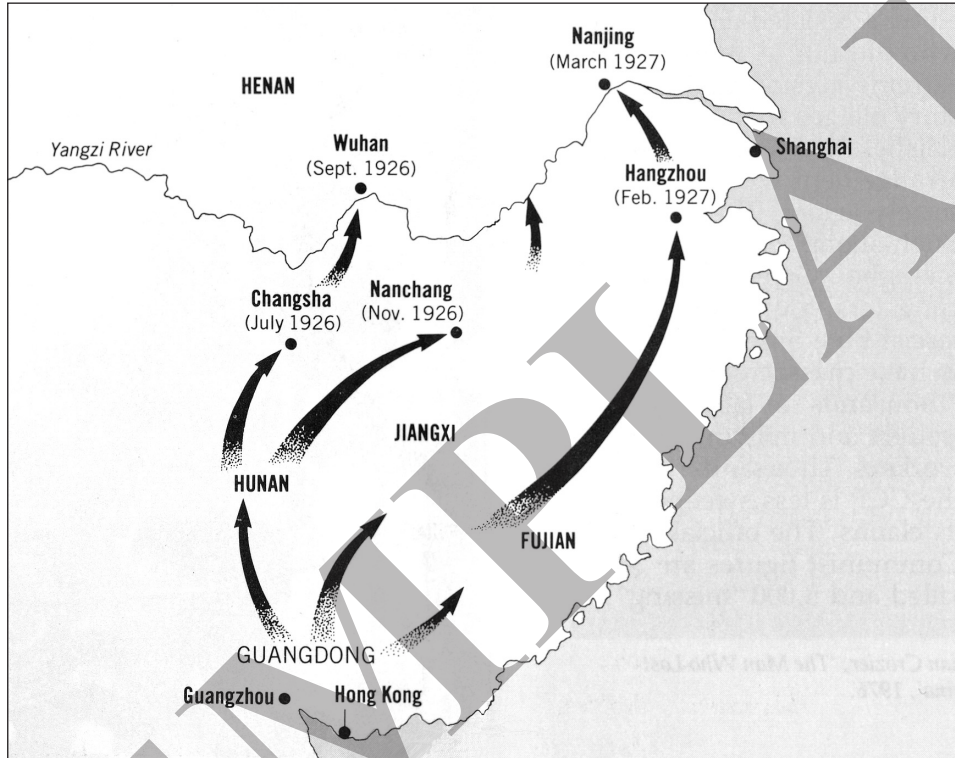 Nanjing
(March 1927)
HENAN
Wuhan
(Sept. 1926)
Yangzi River
Shanghai
Hangzhou
(Feb. 1927)
Changsha
(July 1926)
Nanchang
(Nov. 1926)
JIANGXI
HUNAN
FUJIAN
GUANGDONG
Guangzhou
Hong Kong
MPLA